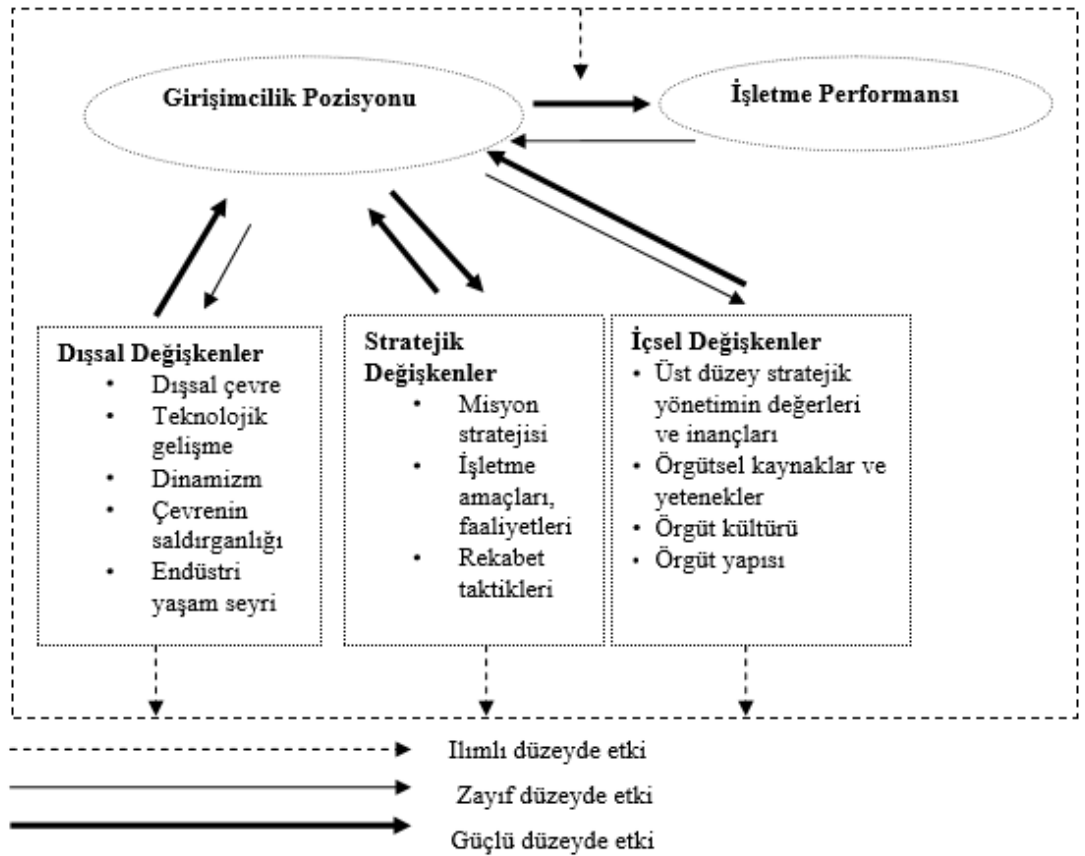 Girişimcilik Pozisyonu
İşletme Performansı
Dışsal Değişkenler
• Dışsal çevre
• Teknolojik
gelişme
• Dinamizm
• Çevrenin
saldırganlığı
• Endüstri
yaşam seyri
Stratejik
Değişkenler
• Misyon
stratejisi
• İşletme
amaçları,
faaliyetleri
• Rekabet
taktikleri
İçsel Değişkenler
• Üst düzey stratejik
yönetimin değerleri
ve inançları
• Örgütsel kaynaklar ve
yetenekler
• Örgüt kültürü
• Örgüt yapısı
Ilımlı düzeyde etki
Zayıf düzeyde etki
Güçlü düzeyde etki